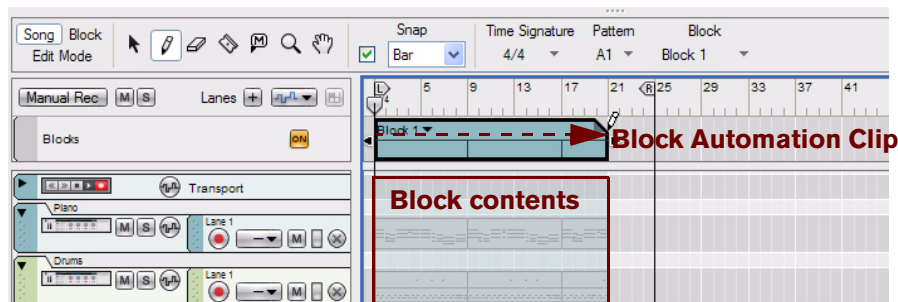 Song Block
Edit Mode
Snap
Bar
Time Signature
4/4
Pattern
A1
Block
Block 1
Manual Rec M S Lanes
L 5 9 13 17 21 R 25 29 33 37 41
4
Blocks ON
Block 1
Block Automation Clip
Transport
Block contents
Piano
M S Lane 1
M
Drums
M S Lane 1
M